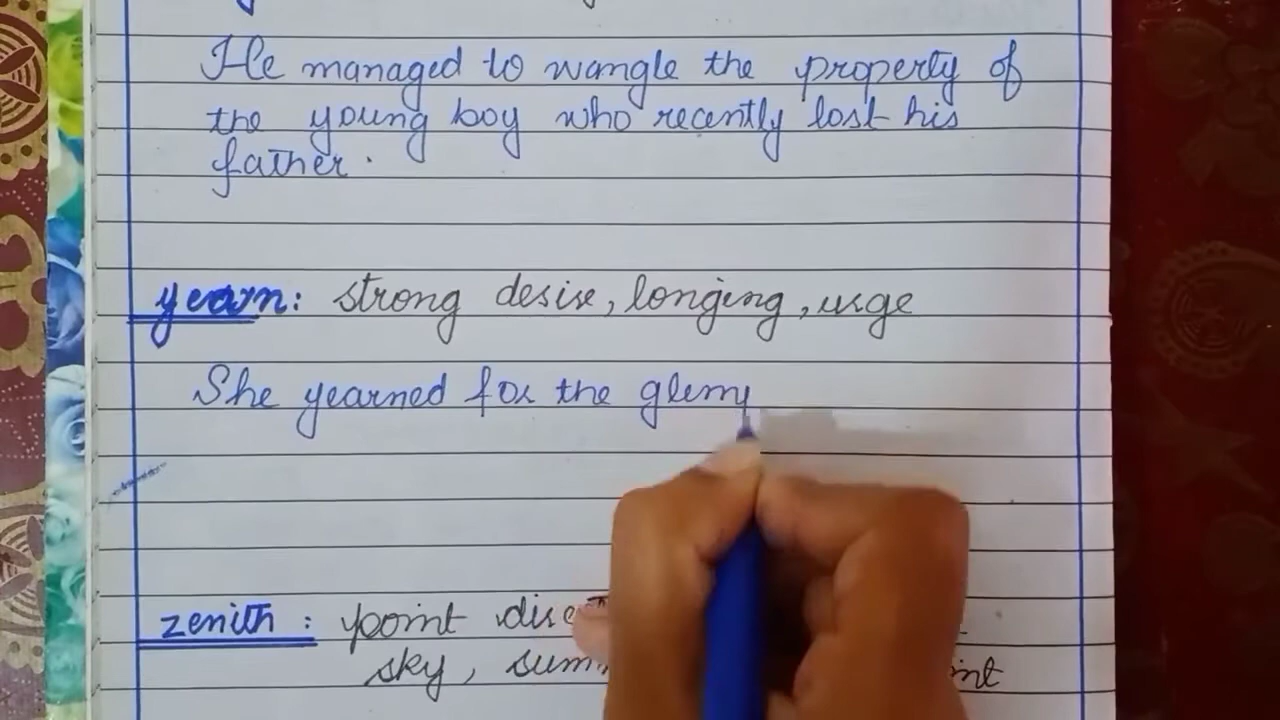 He managed to wangle the property of
the young boy who recently lost his
father.
yearn: strong desire, longing, urge
She yearned for the
zenith: point
sky,